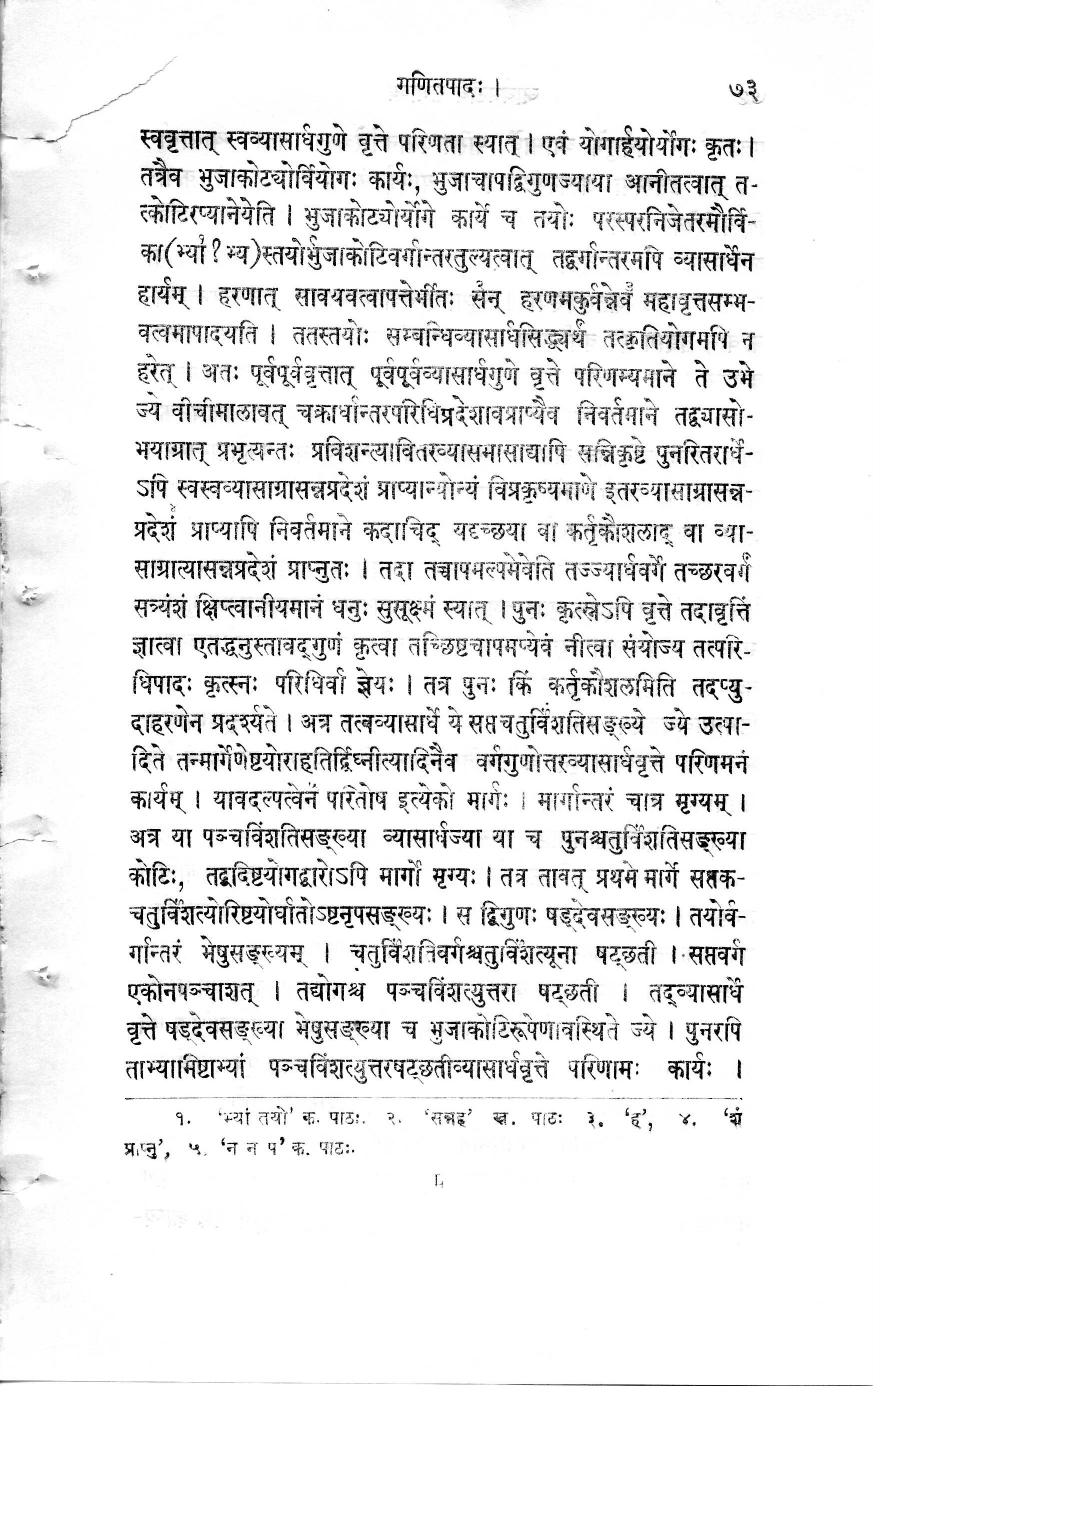 गणितपादः । ७३
स्ववृत्तात् स्वव्यासार्धगुणे वृत्ते परिणता स्यात् । एवं योगार्हयोर्योगः कृतः ।
तत्रैव भुजाकोट्योर्वियोगः कार्यः, भुजाचापद्विगुणज्याया आनीतत्वात् त-
त्कोटिरप्यानेयेति । भुजाकोट्योर्योगे कार्ये च तयोः परस्परनिजेतरमौर्वि-
का(भ्यां१ ? भ्य)स्तयोर्भुजाकोटिवर्गान्तरतुल्यत्वात् तद्वर्गान्तरमपि व्यासार्धेन
हार्यम् । हरणात् सावयवत्वापत्तेर्भीतः सन्२ हरणमकुर्वन्नेवं३ महावृत्तसम्भ-
वत्वमापादयति । ततस्तयोः सम्बन्धिव्यासार्धसिद्ध्यर्थं तत्कृतियोगमपि न
हरेत् । अतः पूर्वपूर्ववृत्तात् पूर्वपूर्वव्यासार्धगुणे वृत्ते परिणम्यमाने ते उभे
ज्ये वीचीमालावत् चक्रार्धान्तरपरिधिप्रदेशावप्राप्यैव निवर्तमाने तद्व्यासो-
भयाग्रात् प्रभृत्यन्तः प्रविशन्त्यावितरव्यासमासाद्यापि सन्निकृष्टे पुनरितरार्धे-
ऽपि स्वस्वव्यासाग्रासन्नप्रदेशं प्राप्यान्योन्यं विप्रकृष्यमाणे इतरव्यासाग्रासन्न-
प्रदेशं४ प्राप्यापि निवर्तमाने कदाचिद् यदृच्छया वा कर्तृकौशलाद् वा व्या-
साग्रात्यासन्नप्रदेशं प्राप्नुतः । तदा तच्चापमल्पमेवेति तज्ज्यार्धवर्गे तच्छरवर्गं
सत्र्यंशं क्षिप्त्वानीयमानं धनुः सुसूक्ष्मं स्यात् । पुनः कृत्स्नेऽपि वृत्ते तदावृत्तिं
ज्ञात्वा एतद्धनुस्तावद्गुणं कृत्वा तच्छिष्टचापमप्येवं नीत्वा संयोज्य तत्परि-
धिपादः कृत्स्नः परिधिर्वा ज्ञेयः । तत्र पुनः किं कर्तृकौशलमिति तदप्यु-
दाहरणेन प्रदर्श्यते । अत्र तत्त्वव्यासार्धे ये सप्तचतुर्विंशतिसङ्ख्ये ज्ये उत्पा-
दिते तन्मार्गेणेष्टयोराहतिर्द्विघ्नीत्यादिनैव वर्गगुणोत्तरव्यासार्धवृत्ते परिणमनं
कार्यम् । यावदल्पत्वेन५ परितोष इत्येको मार्गः । मार्गान्तरं चात्र मृग्यम् ।
अत्र या पञ्चविंशतिसङ्ख्या व्यासार्धज्या या च पुनश्चतुर्विंशतिसङ्ख्या
कोटिः, तद्वदिष्टयोगद्वारोऽपि मार्गो मृग्यः । तत्र तावत् प्रथमे मार्गे सप्तक-
चतुर्विंशत्योरिष्टयोर्घातोऽष्टनृपसङ्ख्यः । स द्विगुणः षड्देवसङ्ख्यः । तयोर्व-
र्गान्तरं भेषुसङ्ख्यम् । चतुर्विंशतिवर्गश्चतुर्विंशत्यूना षट्छती । सप्तवर्ग
एकोनपञ्चाशत् । तद्योगश्च पञ्चविंशत्युत्तरा षट्छती । तद्व्यासार्धे
वृत्ते षड्देवसङ्ख्या भेषुसङ्ख्या च भुजाकोटिरूपेणावस्थिते ज्ये । पुनरपि
ताभ्यामिष्टाभ्यां पञ्चविंशत्युत्तरषट्छतीव्यासार्धवृत्ते परिणामः कार्यः ।
१. 'भ्यां तयो' क. पाठः. २. 'सन्नह' ख. पाठः ३. 'ह', ४. 'शं
प्राप्नु', ५. 'न न प' क. पाठः.
L